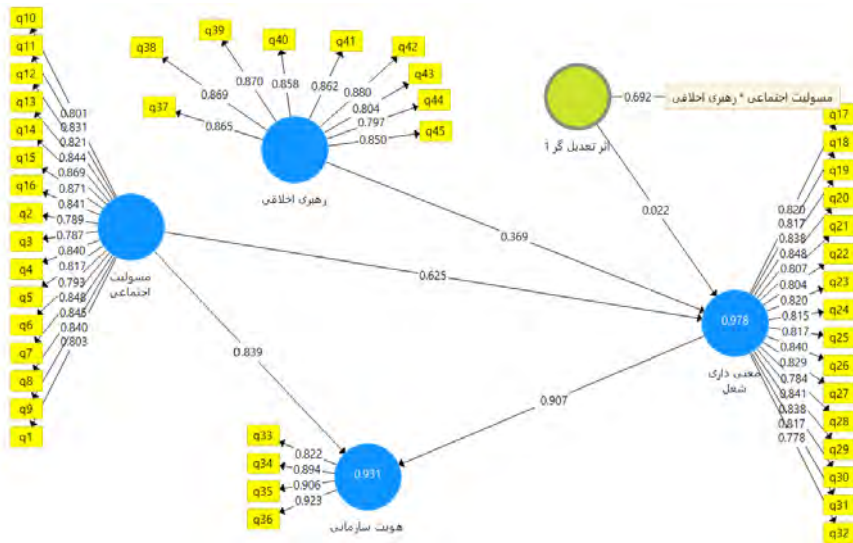 q10
q11
q12
q13
q14
q15
q16
q2
q3
q4
q5
q6
q7
q8
q9
q1
0.801
0.831
0.821
0.844
0.869
0.871
0.841
0.789
0.787
0.840
0.817
0.793
0.848
0.845
0.840
0.803
مسولیت
اجتماعی
q37
q38
q39
q40
q41
q42
q43
q44
q45
0.865
0.869
0.870
0.858
0.862
0.880
0.804
0.797
0.850
رهبری اخلاقی
0.692
مسولیت اجتماعی * رهبری اخلاقی
اثر تعدیل گر 1
0.022
0.369
0.625
0.839
0.907
q17
q18
q19
q20
q21
q22
q23
q24
q25
q26
q27
q28
q29
q30
q31
q32
0.820
0.817
0.838
0.848
0.807
0.804
0.820
0.815
0.817
0.840
0.829
0.784
0.841
0.838
0.817
0.778
0.978
معنی داری
شغل
q33
q34
q35
q36
0.822
0.894
0.906
0.923
0.931
هویت سازمانی